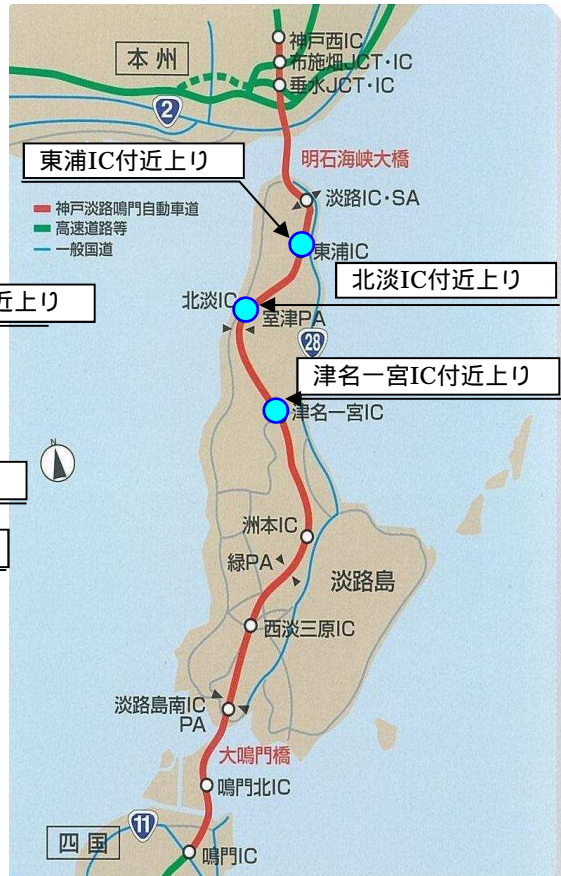 神戸西IC
布施畑JCT・IC
垂水JCT・IC
本州
2
明石海峡大橋
東浦IC付近上り
淡路IC・SA
神戸淡路鳴門自動車道
高速道路等
一般国道
東浦IC
北淡IC付近上り
近上り
北淡IC
室津PA
28
津名一宮IC付近上り
津名一宮IC
N
洲本IC
緑PA
淡路島
西淡三原IC
淡路島南IC
PA
大鳴門橋
鳴門北IC
11
四国
鳴門IC